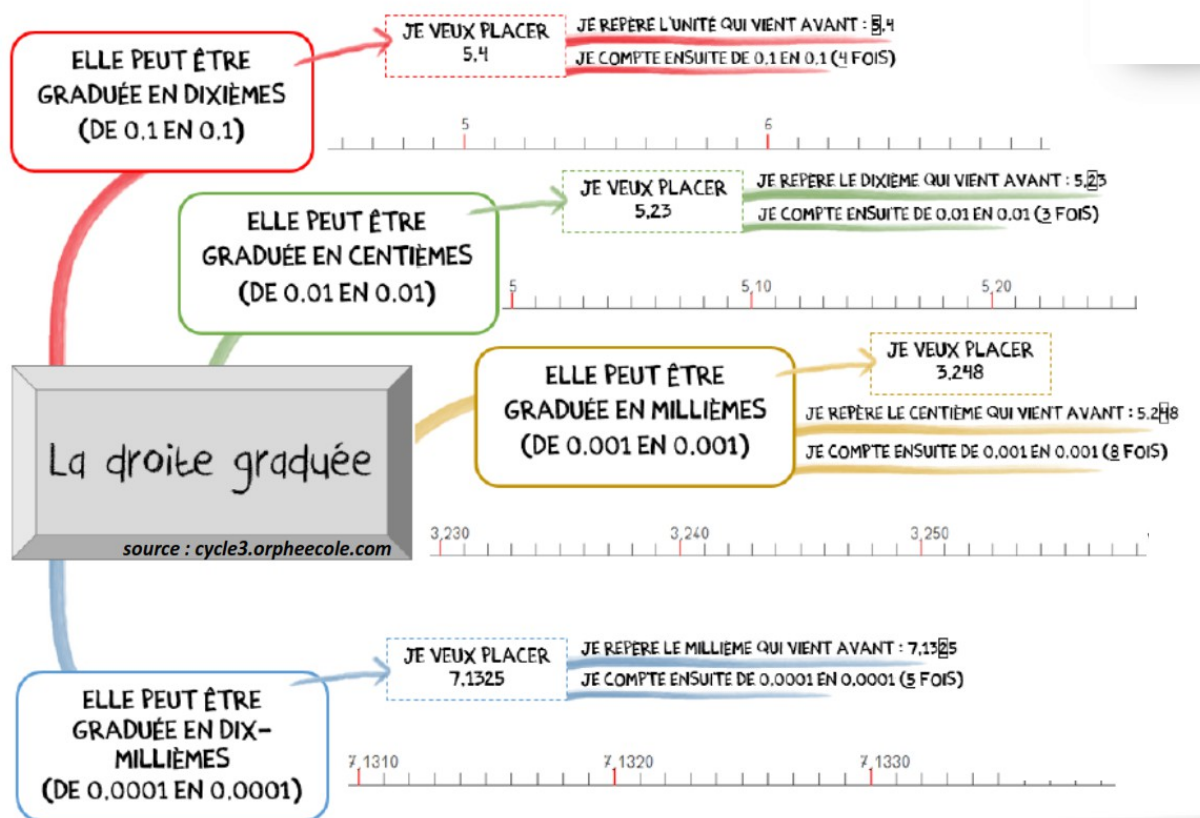 ELLE PEUT ÊTRE
GRADUÉE EN DIXIÈMES
(DE 0,1 EN 0,1)
JE VEUX PLACER
5,4
JE REPÈRE L'UNITÉ QUI VIENT AVANT : 5,4
JE COMPTE ENSUITE DE 0,1 EN 0,1 (4 FOIS)
5 6
ELLE PEUT ÊTRE
GRADUÉE EN CENTIÈMES
(DE 0.01 EN 0.01)
JE VEUX PLACER
5,23
JE REPÈRE LE DIXIÈME QUI VIENT AVANT : 5,23
JE COMPTE ENSUITE DE 0.01 EN 0.01 (3 FOIS)
5 5,10 5,20
ELLE PEUT ÊTRE
GRADUÉE EN MILLIÈMES
(DE 0.001 EN 0.001)
JE VEUX PLACER
3,248
JE REPÈRE LE CENTIÈME QUI VIENT AVANT : 5.248
JE COMPTE ENSUITE DE 0,001 EN 0,001 (8 FOIS)
3,230 3,240 3,250
La droite graduée
source : cycle3.orpheecole.com
ELLE PEUT ÊTRE
GRADUÉE EN DIX-
MILLIÈMES
(DE 0,0001 EN 0,0001)
JE VEUX PLACER
7,1325
JE REPÈRE LE MILLIÈME QUI VIENT AVANT : 7,1325
JE COMPTE ENSUITE DE 0,0001 EN 0,0001 (5 FOIS)
7,1310 7,1320 7,1330